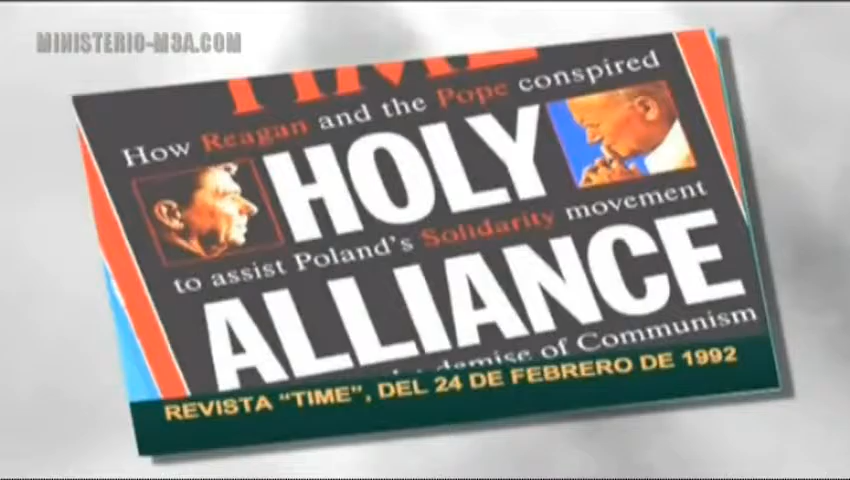 MINISTERIO-M3A.COM
TIME
How Reagan and the Pope conspired
HOLY
to assist Poland's Solidarity movement
ALLIANCE
demise of Communism
REVISTA “TIME”, DEL 24 DE FEBRERO DE 1992